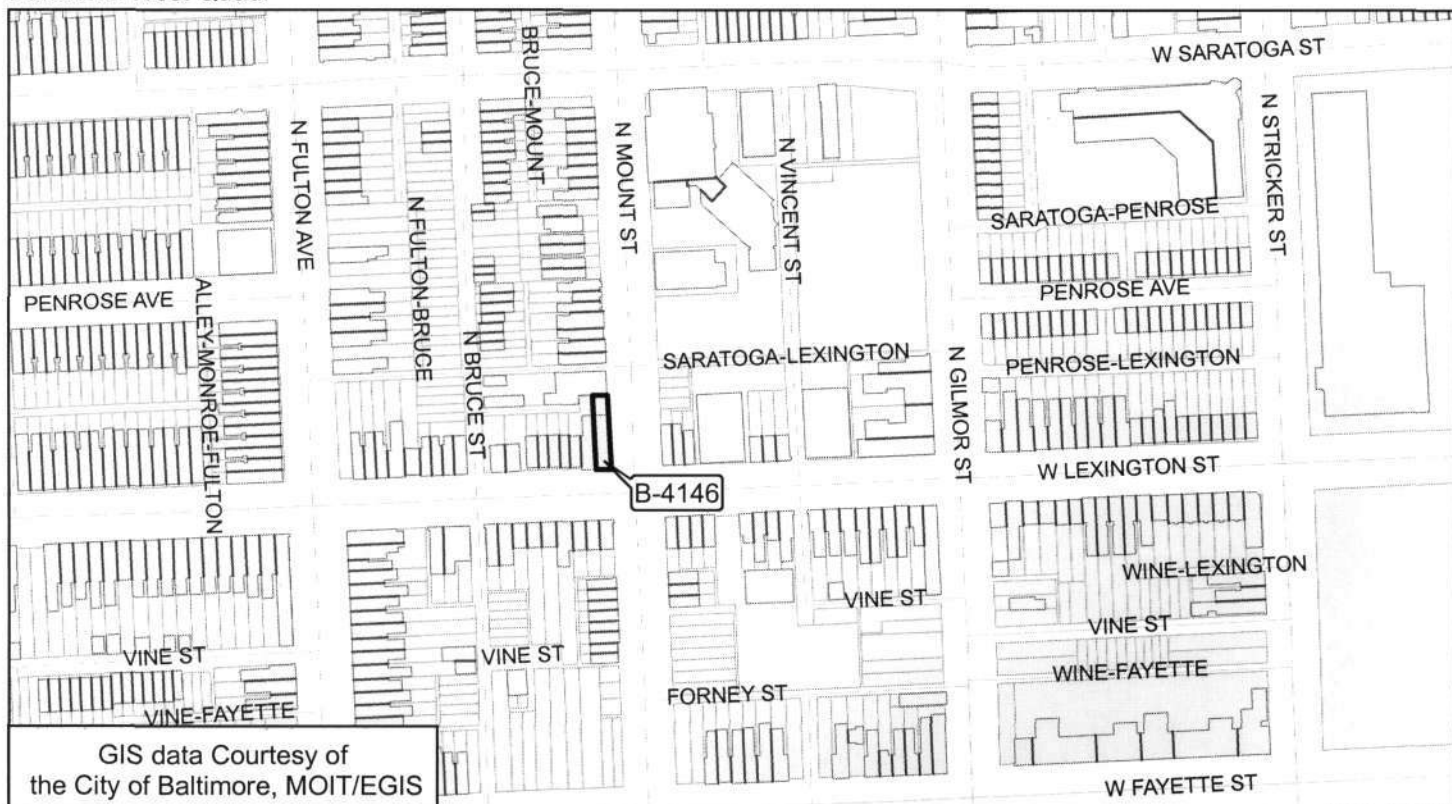 W SARATOGA ST
BRUCE-MOUNT
N FULTON AVE
N MOUNT ST
N VINCENT ST
N STRICKER ST
N FULTON-BRUCE
SARATOGA-PENROSE
PENROSE AVE
ALLEY-MONROE-FULTON
PENROSE AVE
N BRUCE ST
SARATOGA-LEXINGTON
N GILMOR ST
PENROSE-LEXINGTON
W LEXINGTON ST
B-4146
WINE-LEXINGTON
VINE ST
VINE ST
VINE ST
VINE ST
WINE-FAYETTE
FORNEY ST
VINE-FAYETTE
GIS data Courtesy of
the City of Baltimore, MOIT/EGIS
W FAYETTE ST